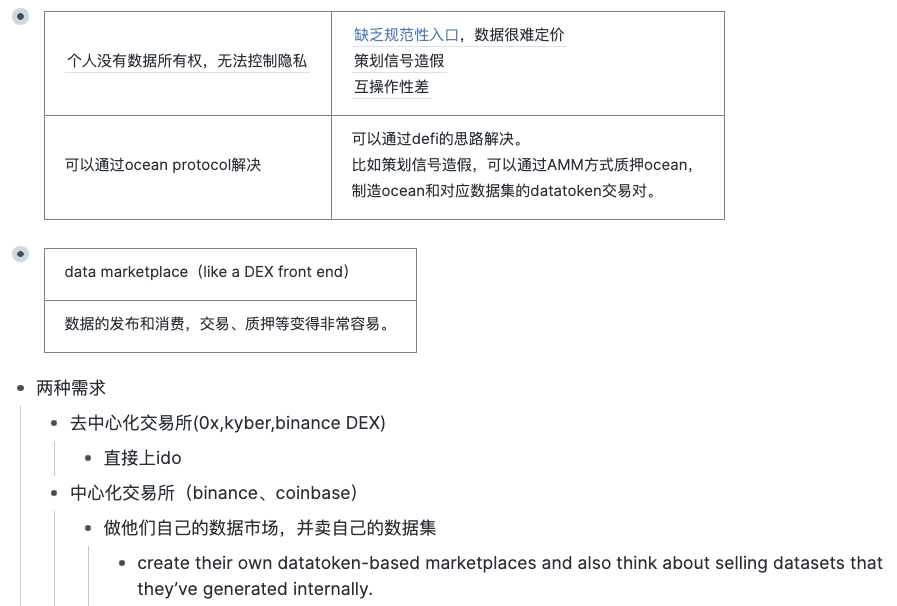 个人没有数据所有权，无法控制隐私
缺乏规范性入口，数据很难定价
策划信号造假
互操作性差
可以通过ocean protocol解决
可以通过defi的思路解决。
比如策划信号造假，可以通过AMM方式质押ocean，
制造ocean和对应数据集的datatoken交易对。
data marketplace（like a DEX front end）
数据的发布和消费，交易、质押等变得非常容易。
两种需求
去中心化交易所(0x,kyber,binance DEX)
直接上ido
中心化交易所（binance、coinbase）
做他们自己的数据市场，并卖自己的数据集
create their own datatoken-based marketplaces and also think about selling datasets that
they’ve generated internally.